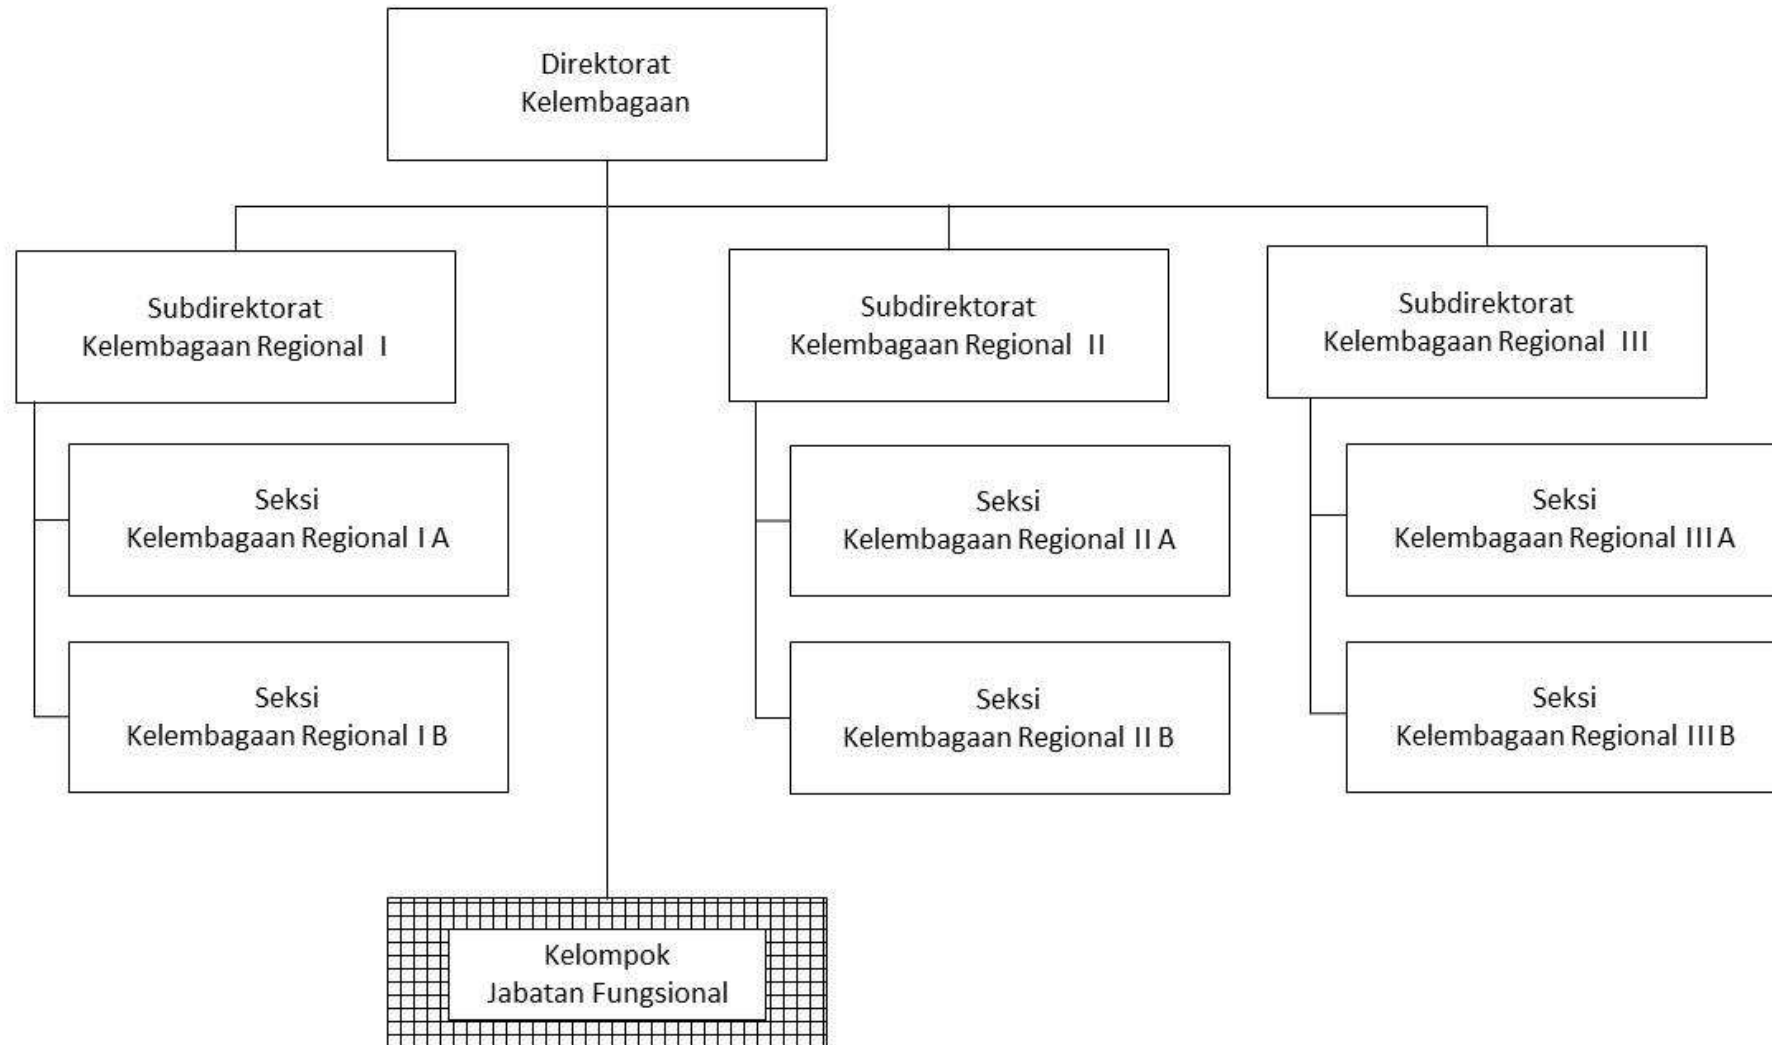 Direktorat
Kelembagaan
Subdirektorat
Kelembagaan Regional I
Subdirektorat
Kelembagaan Regional II
Subdirektorat
Kelembagaan Regional III
Seksi
Kelembagaan Regional I A
Seksi
Kelembagaan Regional II A
Seksi
Kelembagaan Regional III A
Seksi
Kelembagaan Regional I B
Seksi
Kelembagaan Regional II B
Seksi
Kelembagaan Regional III B
Kelompok
Jabatan Fungsional